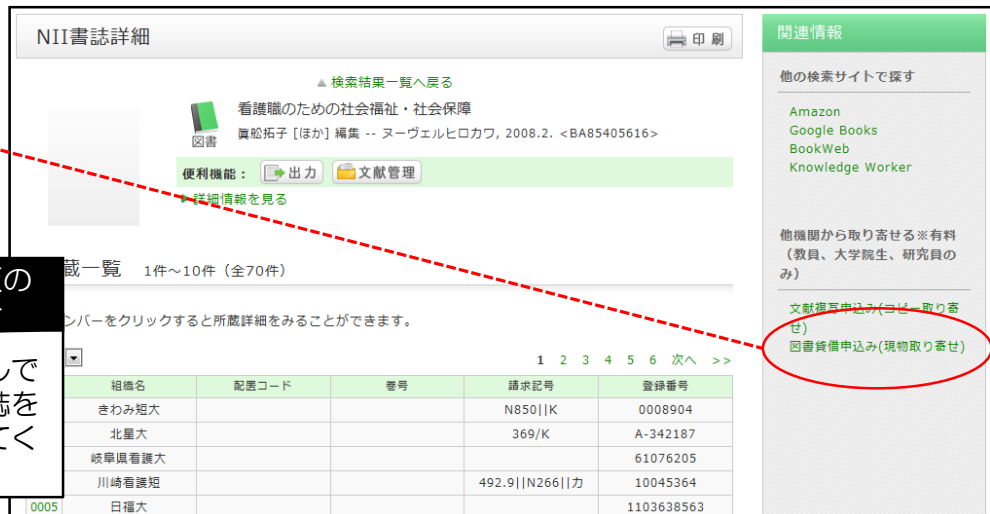 NII書誌詳細
印刷
▲ 検索結果一覧へ戻る
図書
看護職のための社会福祉・社会保障
眞舩拓子 [ほか] 編集 -- ヌーヴェルヒロカワ, 2008.2. <BA85405616>
便利機能： 出力 文献管理
▶詳細情報を見る
蔵一覧 1件～10件（全70件）
ンバーをクリックすると所蔵詳細をみることができます。
1 2 3 4 5 6 次へ >>
組織名 配置コード 巻号 請求記号 登録番号
きわみ短大 N850||K 0008904
北星大 369/K A-342187
岐阜県看護大 61076205
川崎看護短 492.9||N266||カ 10045364
0005 日福大 1103638563
の
して
誌を
てく
関連情報
他の検索サイトで探す
Amazon
Google Books
BookWeb
Knowledge Worker
他機関から取り寄せる※有料
（教員、大学院生、研究員の
み）
文献複写申込み(コピー取り寄
せ)
図書貸借申込み(現物取り寄せ)